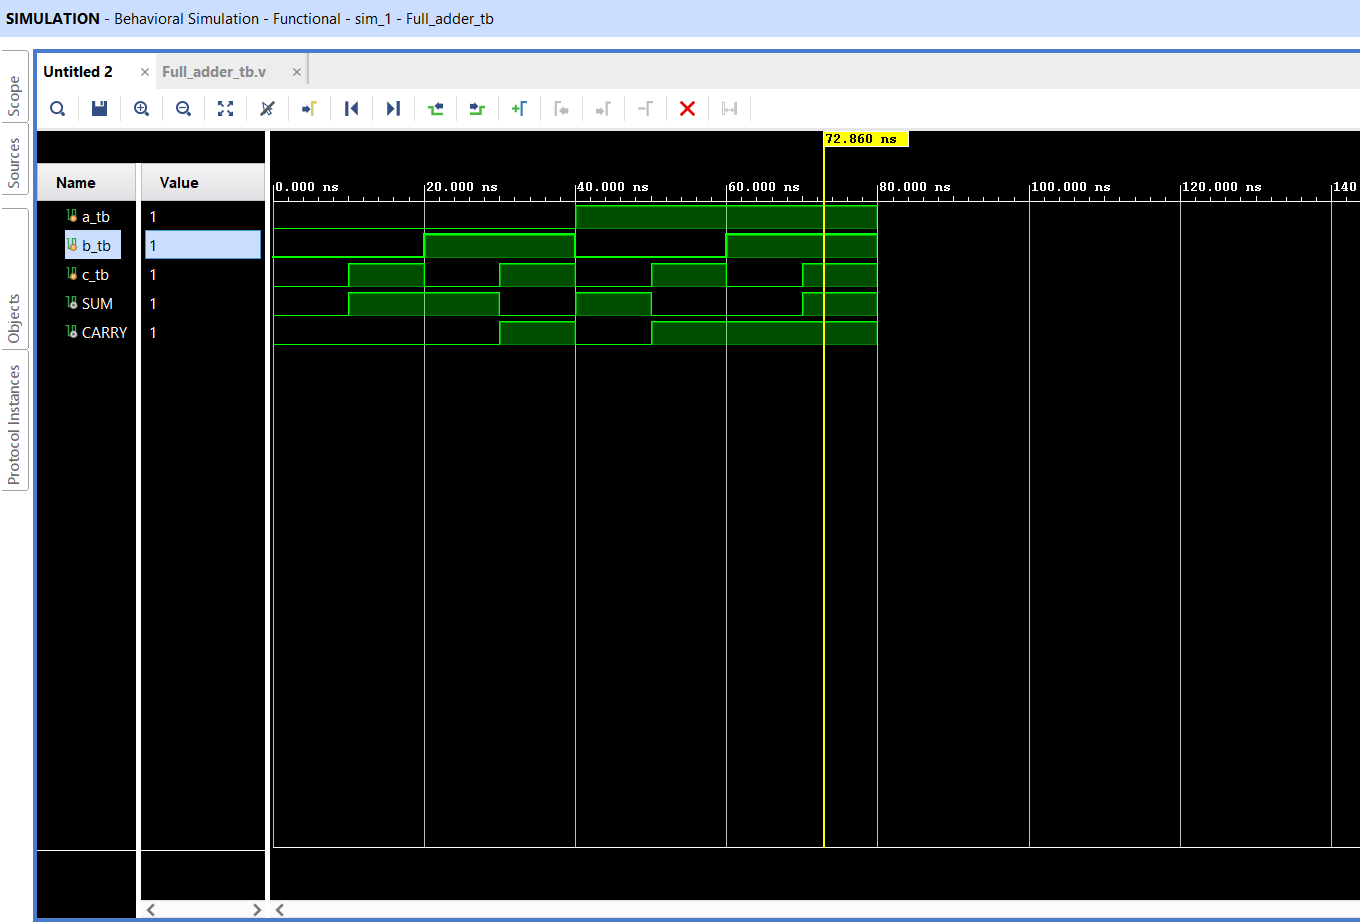 SIMULATION - Behavioral Simulation - Functional - sim_1 - Full_adder_tb
Scope
Sources
Objects
Protocol Instances
Untitled 2 × Full_adder_tb.v ×
72.860 ns
Name Value
0.000 ns 20.000 ns 40.000 ns 60.000 ns 80.000 ns 100.000 ns 120.000 ns 140
a_tb 1
b_tb 1
c_tb 1
SUM 1
CARRY 1